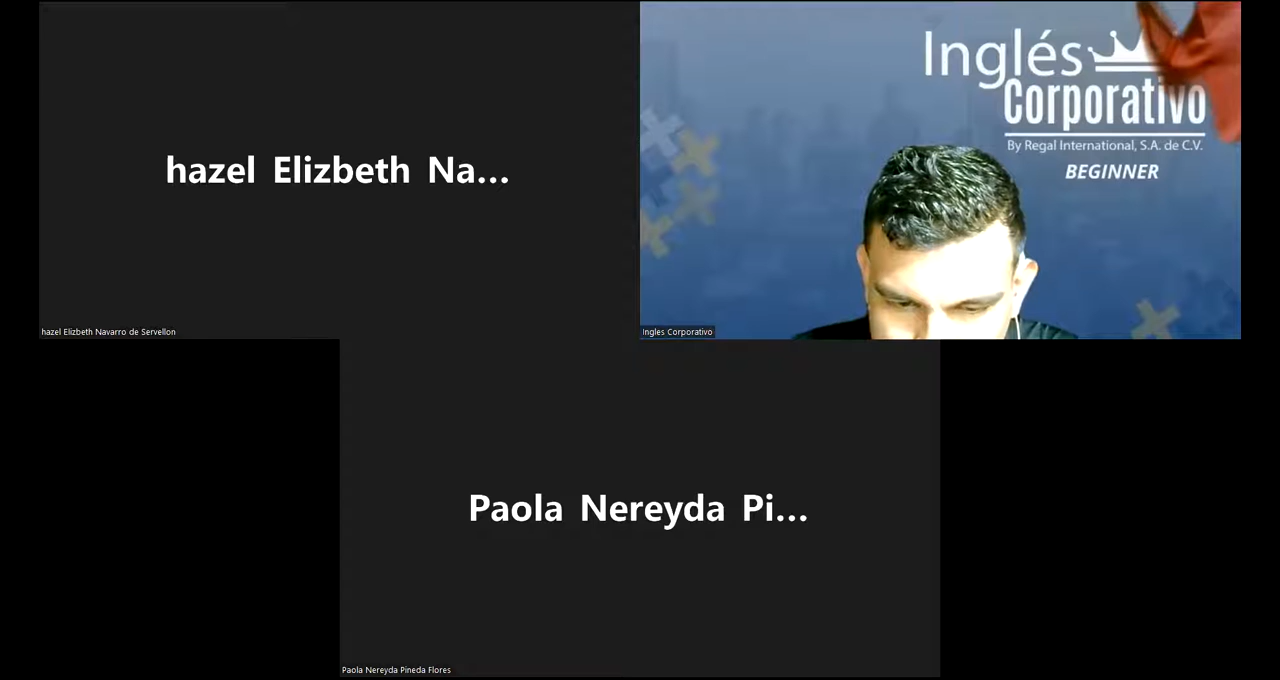 hazel Elizbeth Na...
hazel Elizbeth Navarro de Servellon
Inglés
Corporativo
By Regal International, S.A. de C.V.
BEGINNER
Ingles Corporativo
Paola Nereyda Pi...
Paola Nereyda Pineda Flores